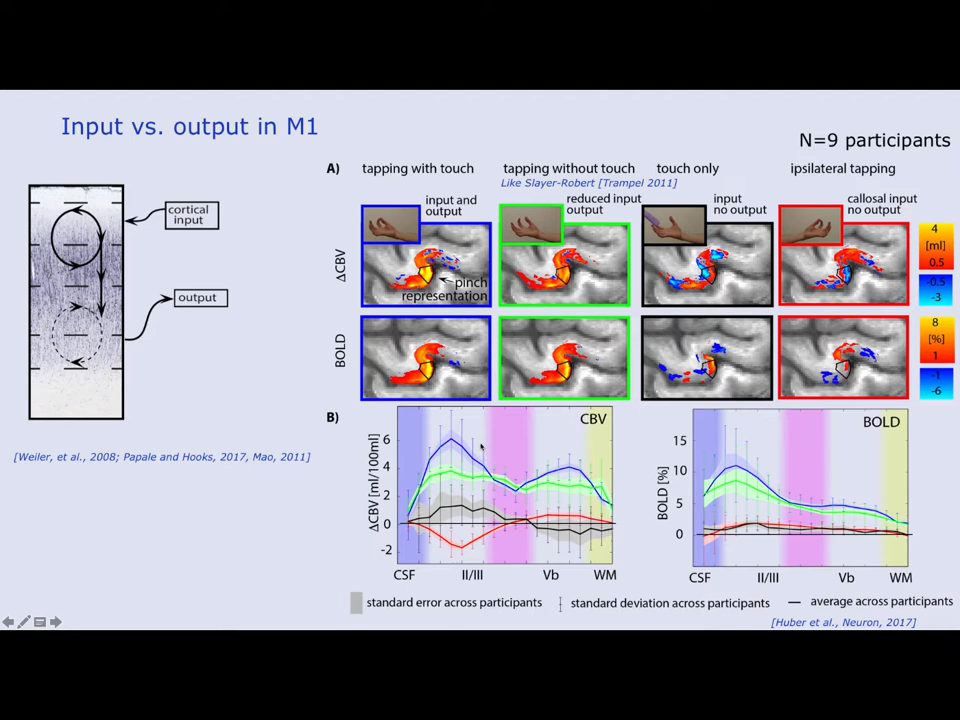 Input vs. output in M1
N=9 participants
cortical
input
output
[Weiler, et al., 2008; Papale and Hooks, 2017, Mao, 2011]
A)
tapping with touch
tapping without touch
touch only
ipsilateral tapping
Like Slayer-Robert [Trampel 2011]
input and
output
reduced input
output
input
no output
callosal input
no output
ΔCBV
pinch
representation
4
[ml]
0.5
-0.5
-3
BOLD
8
[%]
1
-1
-6
B)
CBV
ΔCBV [ml/100ml]
6
4
2
0
-2
CSF
II/III
Vb
WM
BOLD
BOLD [%]
15
10
5
0
CSF
II/III
Vb
WM
standard error across participants
standard deviation across participants
average across participants
[Huber et al., Neuron, 2017]